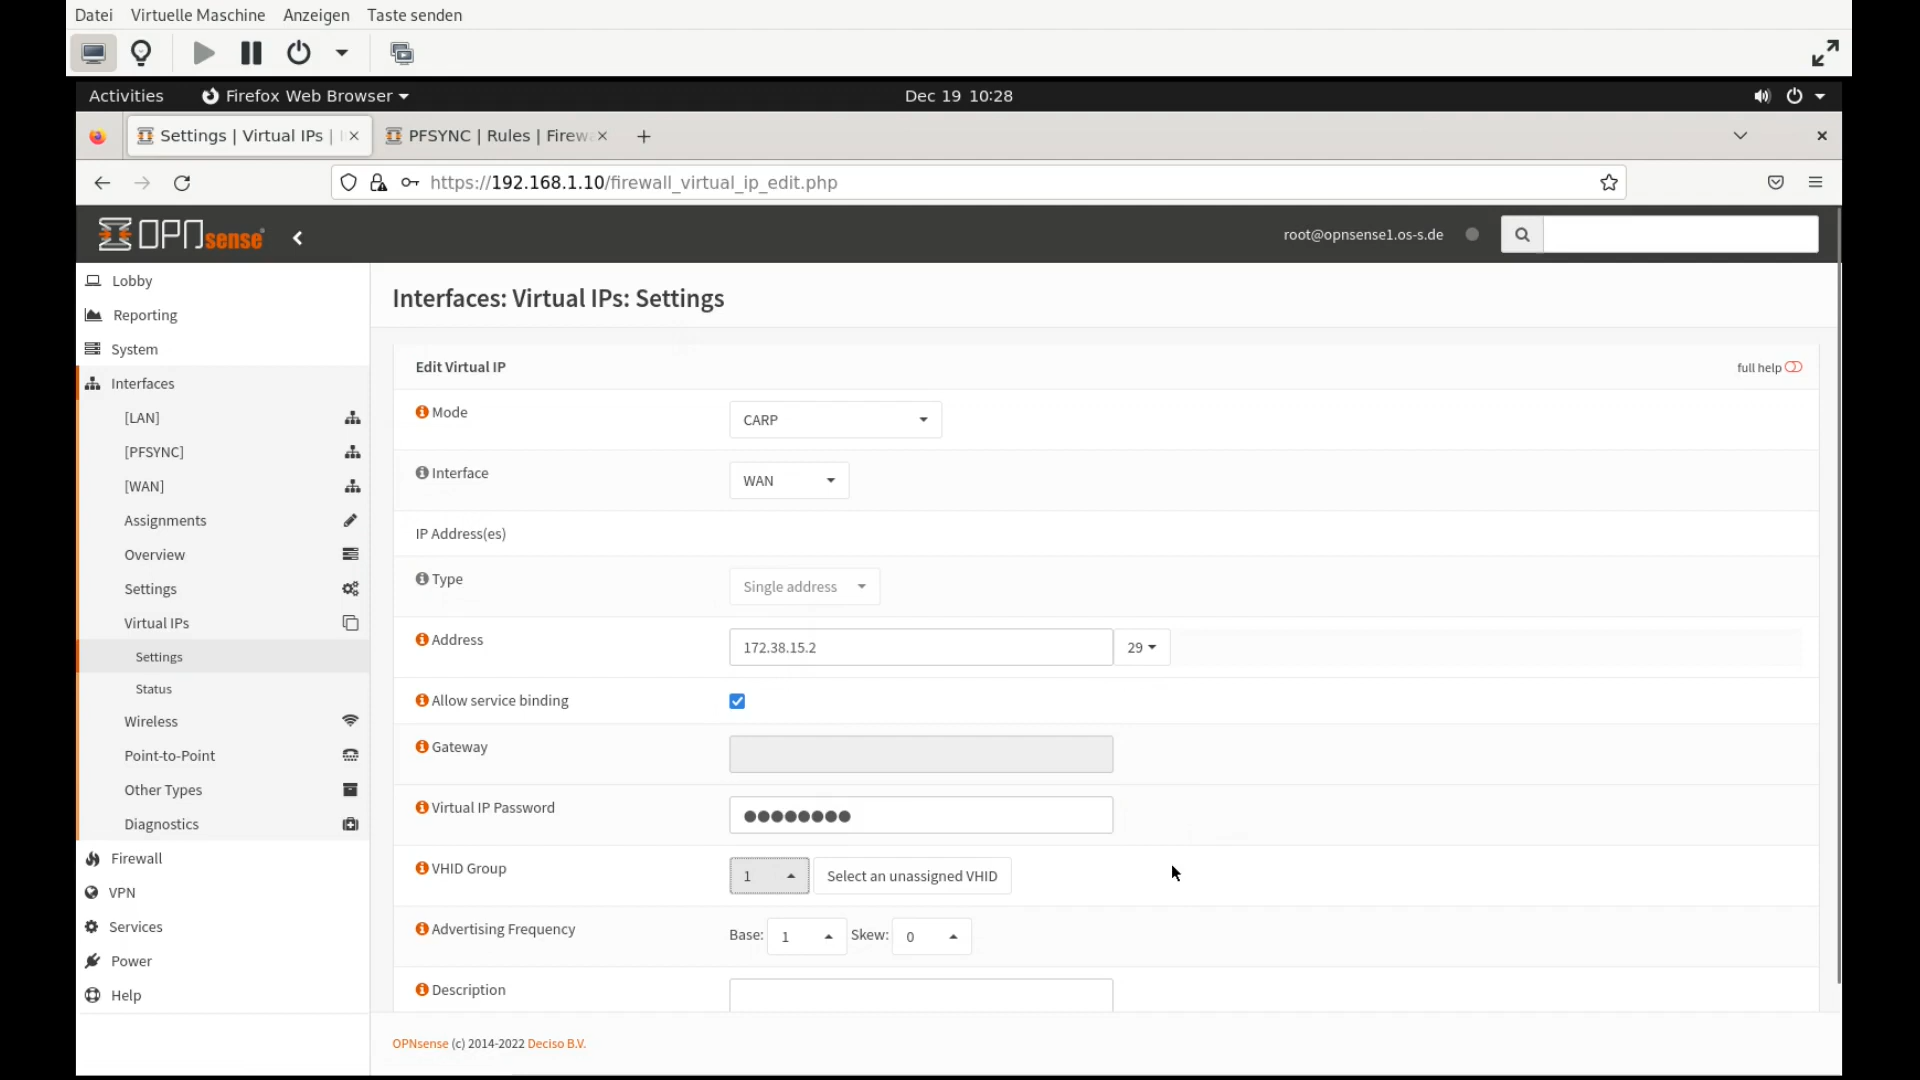 Datei Virtuelle Maschine Anzeigen Taste senden
Activities Firefox Web Browser Dec 19 10:28
Settings | Virtual IPs | PFSYNC | Rules | Firew
https://192.168.1.10/firewall_virtual_ip_edit.php
OPNsense root@opnsense1.os-s.de
Lobby
Reporting
System
Interfaces
[LAN]
[PFSYNC]
[WAN]
Assignments
Overview
Settings
Virtual IPs
Settings
Status
Wireless
Point-to-Point
Other Types
Diagnostics
Firewall
VPN
Services
Power
Help
Interfaces: Virtual IPs: Settings
Edit Virtual IP full help
Mode CARP
Interface WAN
IP Address(es)
Type Single address
Address 172.38.15.2 29
Allow service binding
Gateway
Virtual IP Password ●●●●●●●●
VHID Group 1 Select an unassigned VHID
Advertising Frequency Base: 1 Skew: 0
Description
OPNsense (c) 2014-2022 Deciso B.V.